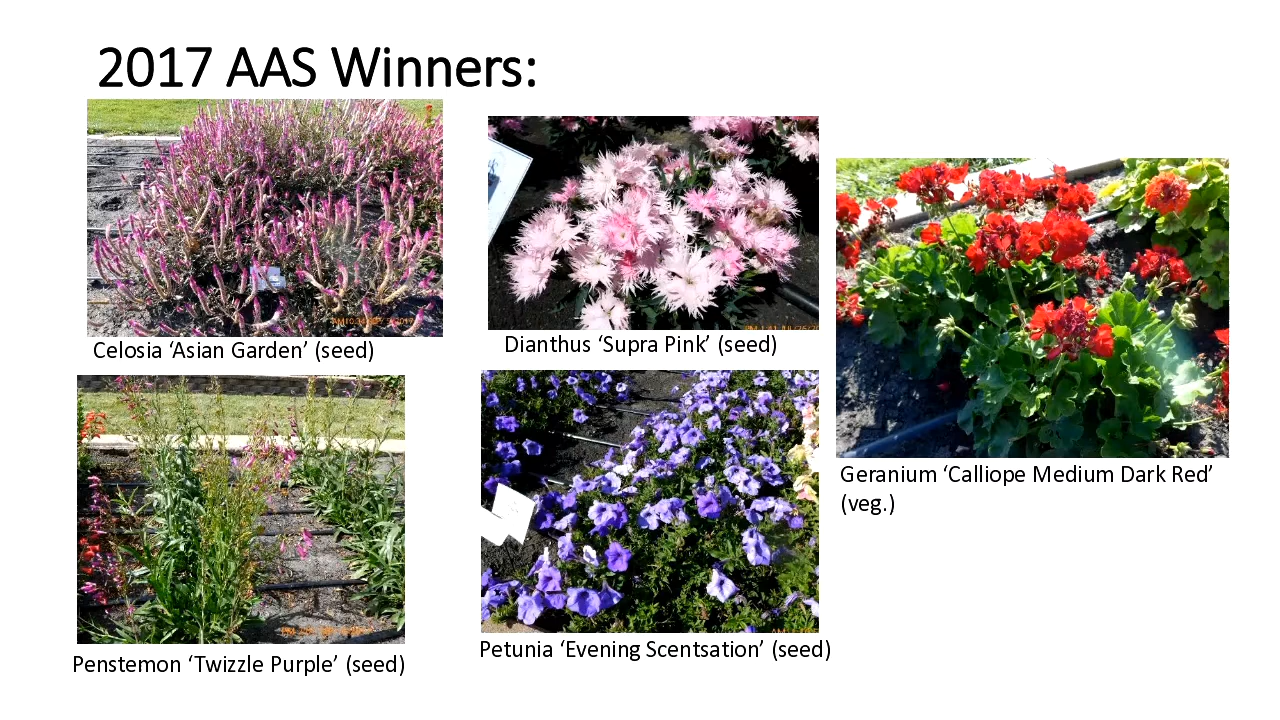 2017 AAS Winners:
Celosia ‘Asian Garden’ (seed)
Dianthus ‘Supra Pink’ (seed)
Geranium ‘Calliope Medium Dark Red’
(veg.)
Penstemon ‘Twizzle Purple’ (seed)
Petunia ‘Evening Scentsation’ (seed)